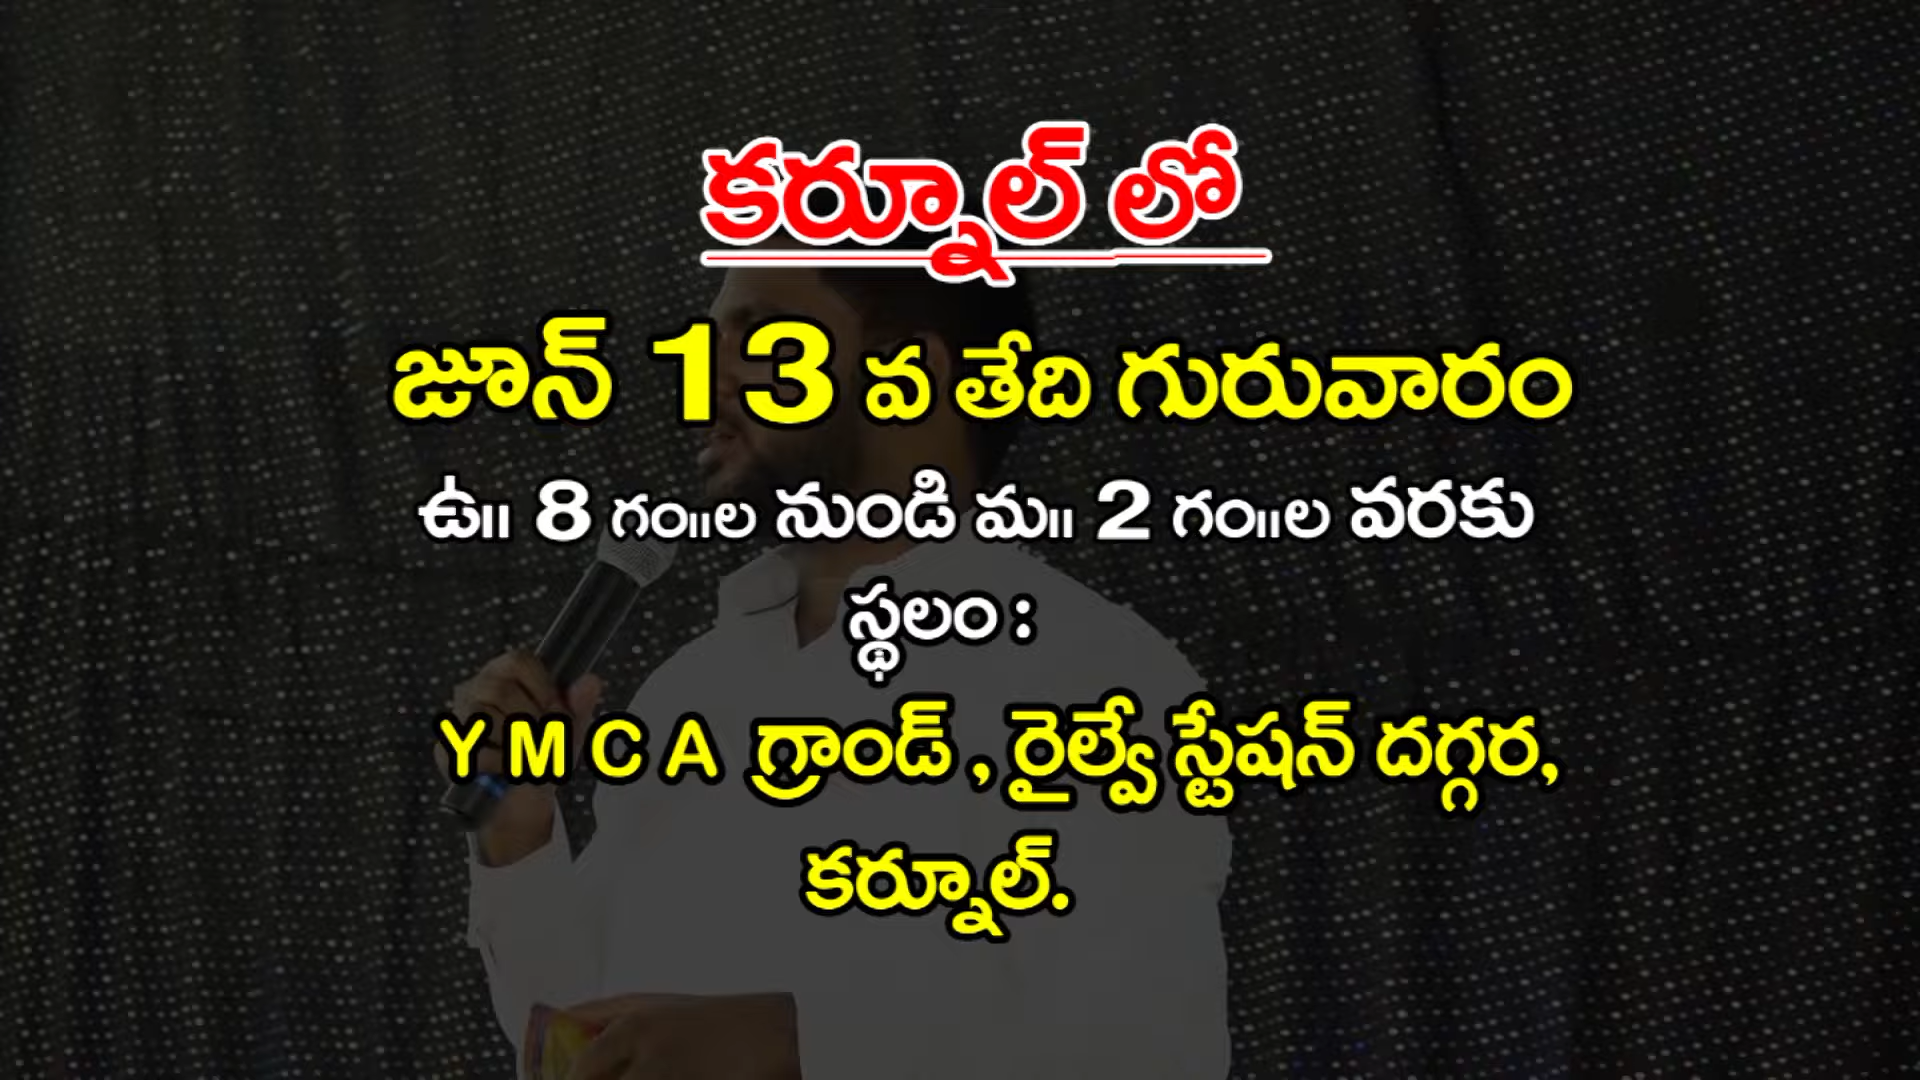 కర్నూల్ లో
జూన్ 13 వ తేది గురువారం
ఉ॥ 8 గం॥ల నుండి మ॥ 2 గం॥ల వరకు
స్థలం :
Y M C A గ్రాండ్ , రైల్వే స్టేషన్ దగ్గర,
కర్నూల్.